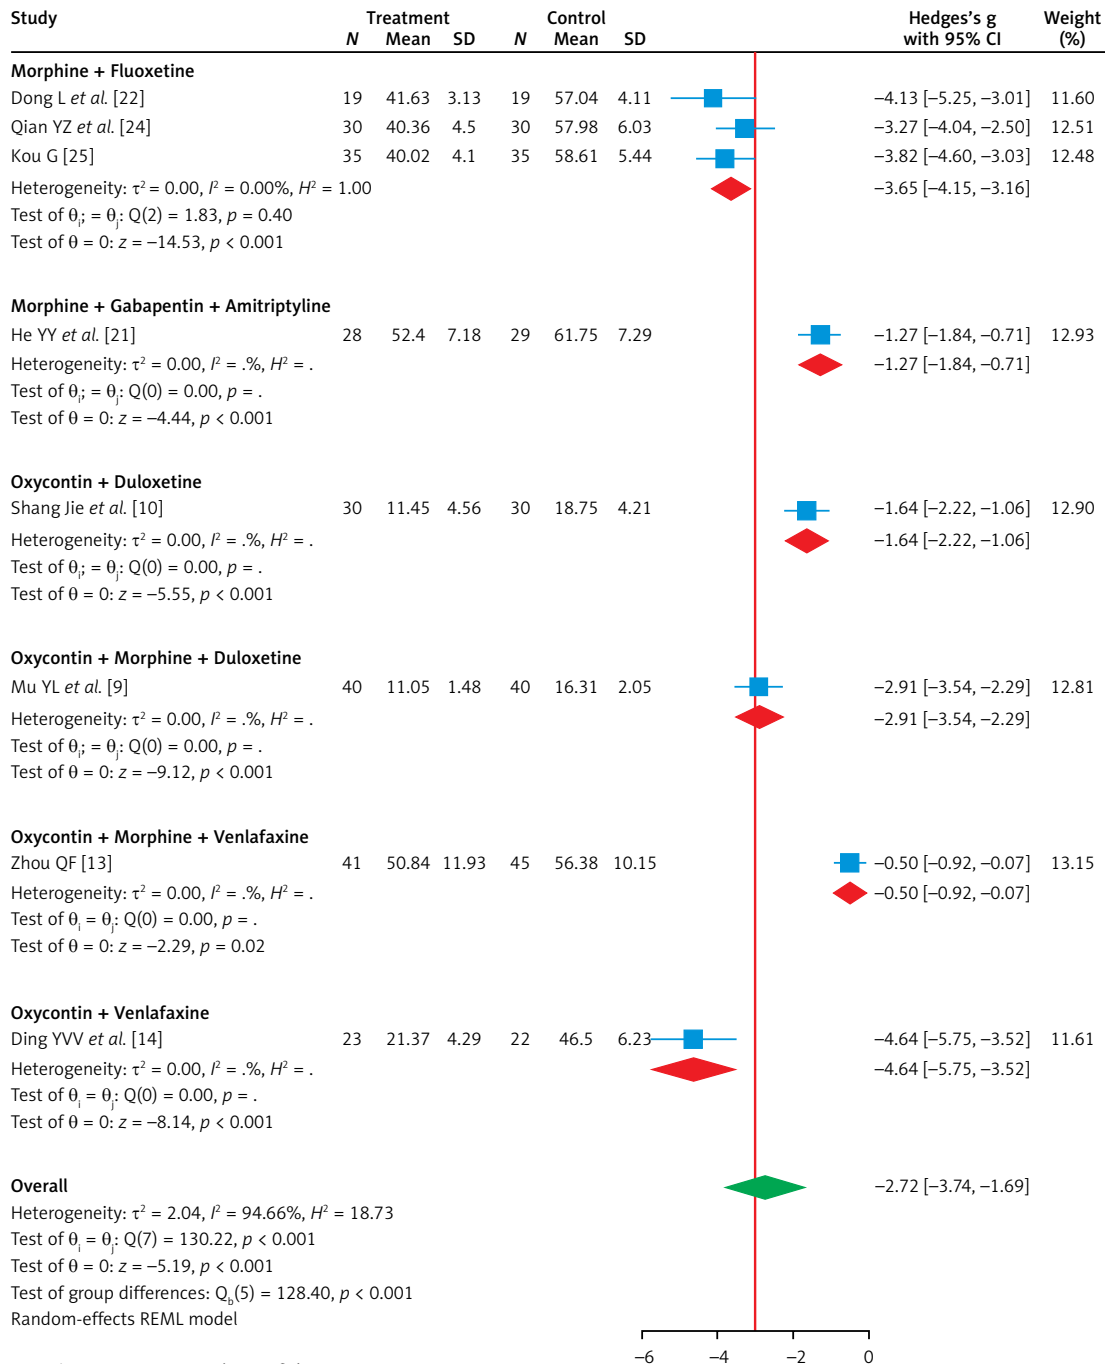 Study Treatment Control Hedges's g Weight
N Mean SD N Mean SD with 95% CI (%)
Morphine + Fluoxetine
Dong L et al. [22] 19 41.63 3.13 19 57.04 4.11 –4.13 [–5.25, –3.01] 11.60
Qian YZ et al. [24] 30 40.36 4.5 30 57.98 6.03 –3.27 [–4.04, –2.50] 12.51
Kou G [25] 35 40.02 4.1 35 58.61 5.44 –3.82 [–4.60, –3.03] 12.48
Heterogeneity: τ² = 0.00, I² = 0.00%, H² = 1.00 –3.65 [–4.15, –3.16]
Test of θᵢ; = θⱼ: Q(2) = 1.83, p = 0.40
Test of θ = 0: z = –14.53, p < 0.001
Morphine + Gabapentin + Amitriptyline
He YY et al. [21] 28 52.4 7.18 29 61.75 7.29 –1.27 [–1.84, –0.71] 12.93
Heterogeneity: τ² = 0.00, I² = .%, H² = . –1.27 [–1.84, –0.71]
Test of θᵢ; = θⱼ: Q(0) = 0.00, p = .
Test of θ = 0: z = –4.44, p < 0.001
Oxycontin + Duloxetine
Shang Jie et al. [10] 30 11.45 4.56 30 18.75 4.21 –1.64 [–2.22, –1.06] 12.90
Heterogeneity: τ² = 0.00, I² = .%, H² = . –1.64 [–2.22, –1.06]
Test of θᵢ; = θⱼ: Q(0) = 0.00, p = .
Test of θ = 0: z = –5.55, p < 0.001
Oxycontin + Morphine + Duloxetine
Mu YL et al. [9] 40 11.05 1.48 40 16.31 2.05 –2.91 [–3.54, –2.29] 12.81
Heterogeneity: τ² = 0.00, I² = .%, H² = . –2.91 [–3.54, –2.29]
Test of θᵢ; = θⱼ: Q(0) = 0.00, p = .
Test of θ = 0: z = –9.12, p < 0.001
Oxycontin + Morphine + Venlafaxine
Zhou QF [13] 41 50.84 11.93 45 56.38 10.15 –0.50 [–0.92, –0.07] 13.15
Heterogeneity: τ² = 0.00, I² = .%, H² = . –0.50 [–0.92, –0.07]
Test of θᵢ = θⱼ: Q(0) = 0.00, p = .
Test of θ = 0: z = –2.29, p = 0.02
Oxycontin + Venlafaxine
Ding YVV et al. [14] 23 21.37 4.29 22 46.5 6.23 –4.64 [–5.75, –3.52] 11.61
Heterogeneity: τ² = 0.00, I² = .%, H² = . –4.64 [–5.75, –3.52]
Test of θᵢ = θⱼ: Q(0) = 0.00, p = .
Test of θ = 0: z = –8.14, p < 0.001
Overall –2.72 [–3.74, –1.69]
Heterogeneity: τ² = 2.04, I² = 94.66%, H² = 18.73
Test of θᵢ = θⱼ: Q(7) = 130.22, p < 0.001
Test of θ = 0: z = –5.19, p < 0.001
Test of group differences: Q_b(5) = 128.40, p < 0.001
Random-effects REML model
–6 –4 –2 0